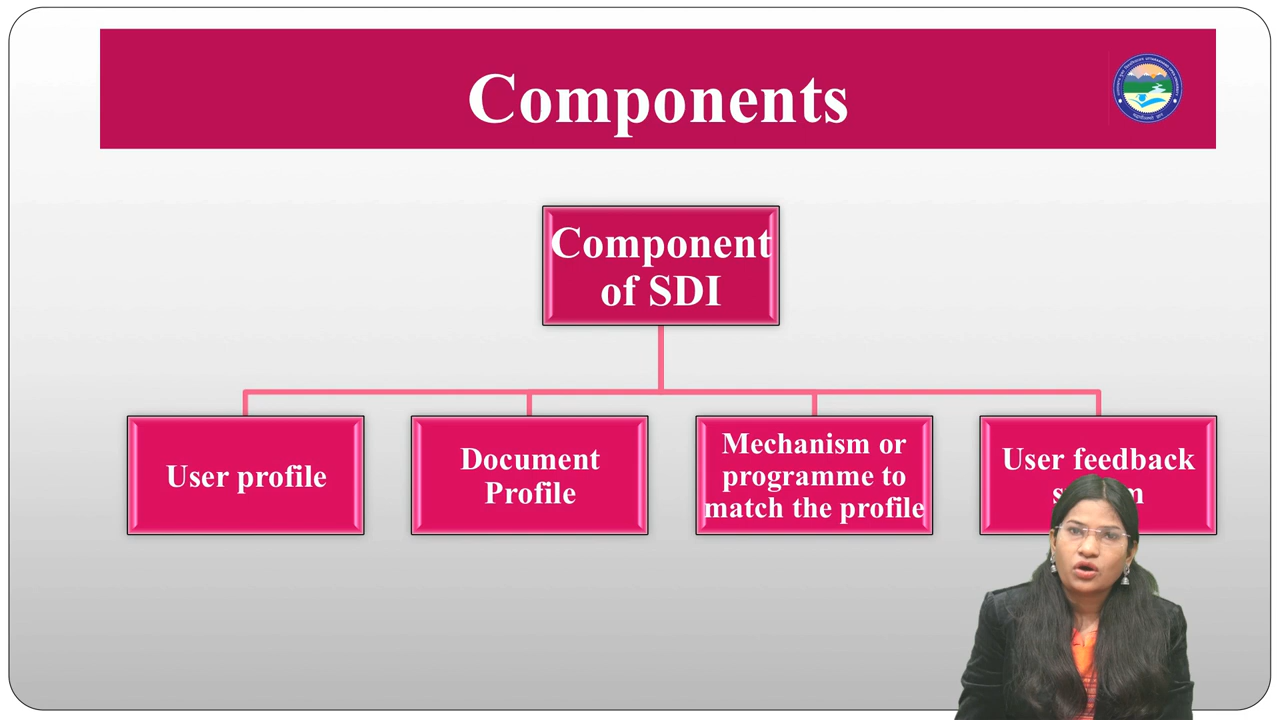 Components
Component
of SDI
User profile
Document
Profile
Mechanism or
programme to
match the profile
User feedback